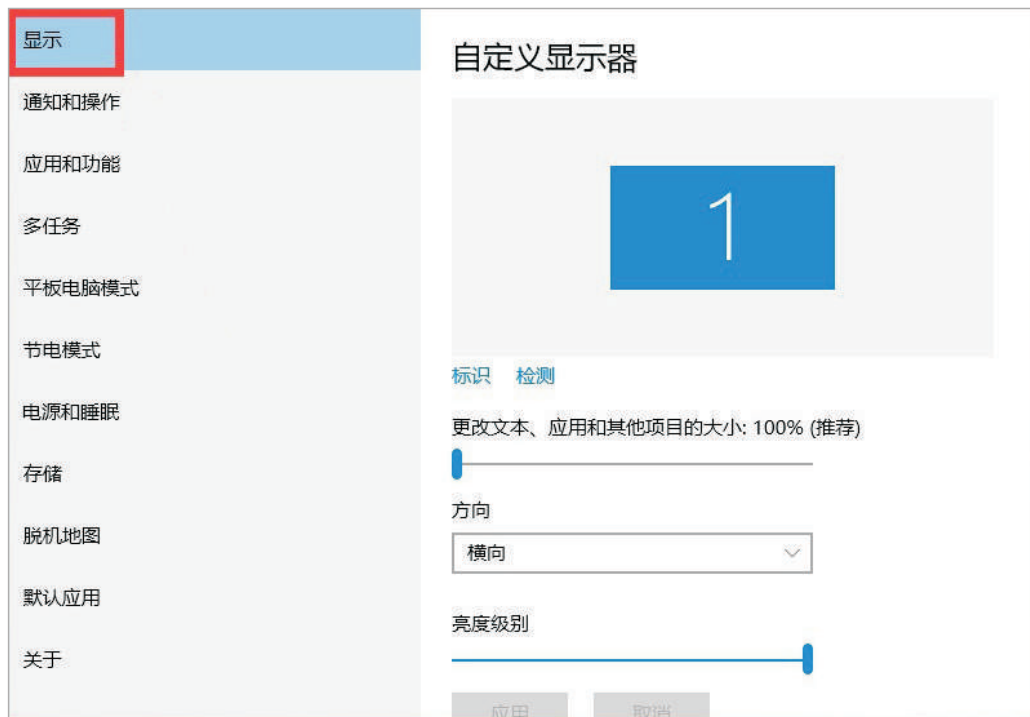 显示
通知和操作
应用和功能
多任务
平板电脑模式
节电模式
电源和睡眠
存储
脱机地图
默认应用
关于
自定义显示器
1
标识 检测
更改文本、应用和其他项目的大小: 100% (推荐)
方向
横向
亮度级别
应用 取消